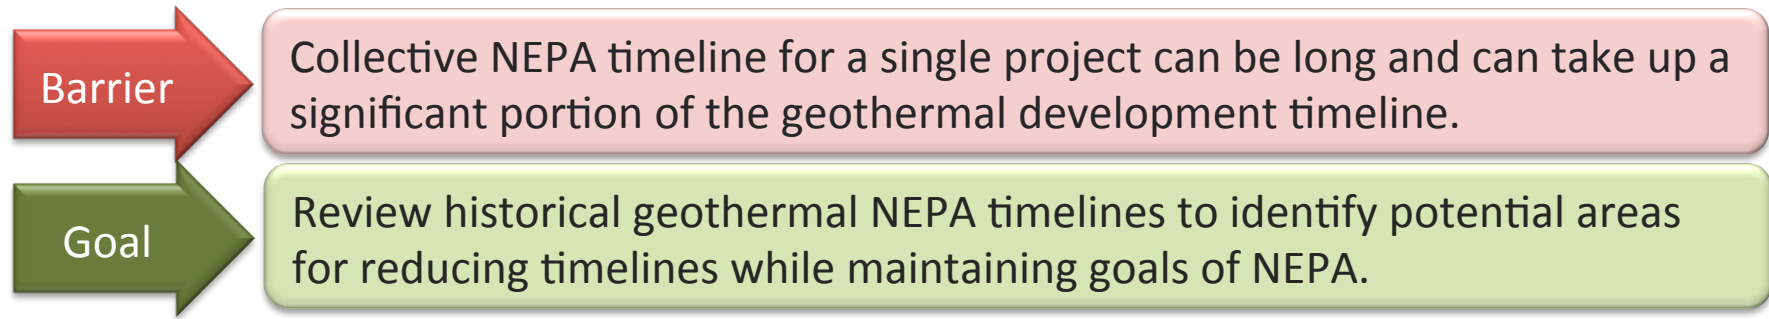 Barrier
Collective NEPA timeline for a single project can be long and can take up a
significant portion of the geothermal development timeline.
Goal
Review historical geothermal NEPA timelines to identify potential areas
for reducing timelines while maintaining goals of NEPA.